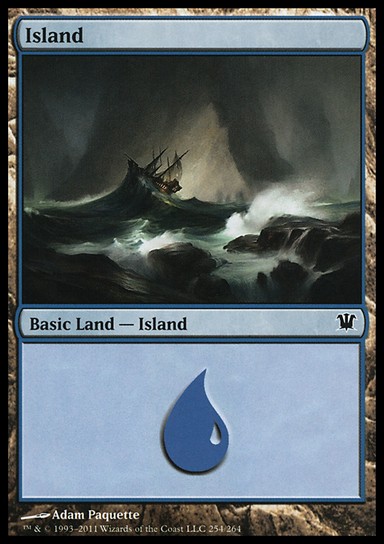 Island
Basic Land — Island
Adam Paquette
™ & © 1993–2011 Wizards of the Coast LLC 254/264